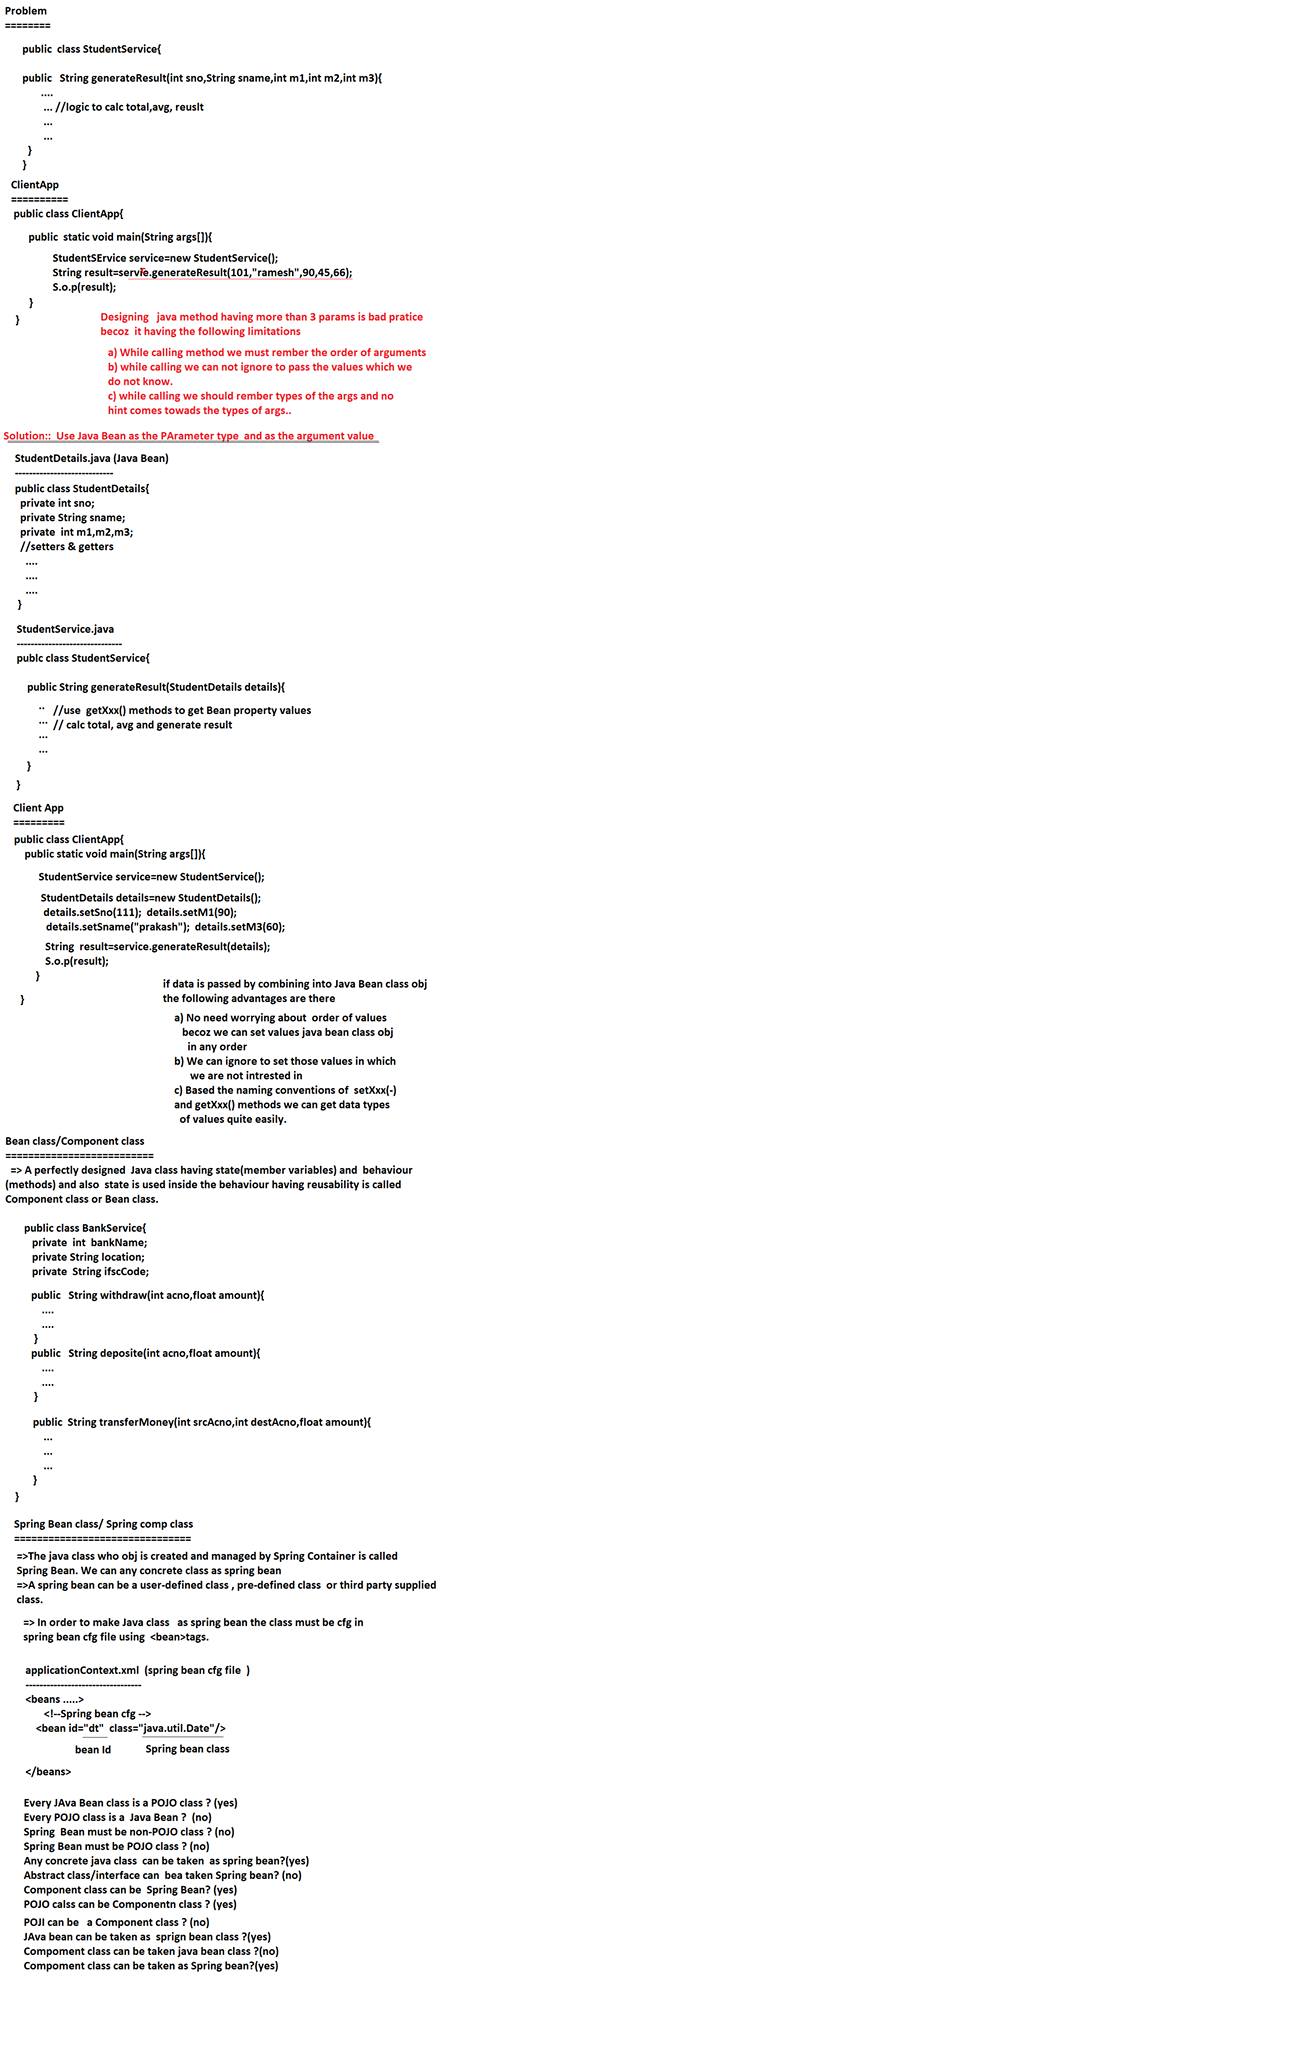 Problem
========
public  class StudentService{
public   String generateResult(int sno,String sname,int m1,int m2,int m3){
....
... //logic to calc total,avg, reuslt
...
...
}
}
ClientApp
==========
public class ClientApp{
public  static void main(String args[]){
StudentSErvice service=new StudentService();
String result=servie.generateResult(101,"ramesh",90,45,66);
S.o.p(result);
}
}
Designing   java method having more than 3 params is bad pratice
becoz  it having the following limitations
a) While calling method we must rember the order of arguments
b) while calling we can not ignore to pass the values which we
do not know.
c) while calling we should rember types of the args and no
hint comes towads the types of args..
Solution::  Use Java Bean as the PArameter type  and as the argument value
StudentDetails.java (Java Bean)
----------------------------
public class StudentDetails{
private int sno;
private String sname;
private  int m1,m2,m3;
//setters & getters
....
....
....
}
StudentService.java
------------------------------
publc class StudentService{
public String generateResult(StudentDetails details){
..  //use  getXxx() methods to get Bean property values
...  // calc total, avg and generate result
...
...
}
}
Client App
=========
public class ClientApp{
public static void main(String args[]){
StudentService service=new StudentService();
StudentDetails details=new StudentDetails();
details.setSno(111);  details.setM1(90);
details.setSname("prakash");  details.setM3(60);
String  result=service.generateResult(details);
S.o.p(result);
}
}
if data is passed by combining into Java Bean class obj
the following advantages are there
a) No need worrying about  order of values
becoz we can set values java bean class obj
in any order
b) We can ignore to set those values in which
we are not intrested in
c) Based the naming conventions of  setXxx(-)
and getXxx() methods we can get data types
of values quite easily.
Bean class/Component class
==========================
=> A perfectly designed  Java class having state(member variables) and  behaviour
(methods) and also  state is used inside the behaviour having reusability is called
Component class or Bean class.
public class BankService{
private  int  bankName;
private String location;
private  String ifscCode;
public   String withdraw(int acno,float amount){
....
....
}
public   String deposite(int acno,float amount){
....
....
}
public  String transferMoney(int srcAcno,int destAcno,float amount){
...
...
...
}
}
Spring Bean class/ Spring comp class
===============================
=>The java class who obj is created and managed by Spring Container is called
Spring Bean. We can any concrete class as spring bean
=>A spring bean can be a user-defined class , pre-defined class  or third party supplied
class.
=> In order to make Java class   as spring bean the class must be cfg in
spring bean cfg file using  <bean>tags.
applicationContext.xml  (spring bean cfg file  )
---------------------------------
<beans .....>
<!--Spring bean cfg -->
<bean id="dt"  class="java.util.Date"/>
bean Id Spring bean class
</beans>
Every JAva Bean class is a POJO class ? (yes)
Every POJO class is a  Java Bean ?  (no)
Spring  Bean must be non-POJO class ? (no)
Spring Bean must be POJO class ? (no)
Any concrete java class  can be taken  as spring bean?(yes)
Abstract class/interface can  bea taken Spring bean? (no)
Component class can be  Spring Bean? (yes)
POJO calss can be Componentn class ? (yes)
POJI can be   a Component class ? (no)
JAva bean can be taken as  sprign bean class ?(yes)
Compoment class can be taken java bean class ?(no)
Compoment class can be taken as Spring bean?(yes)